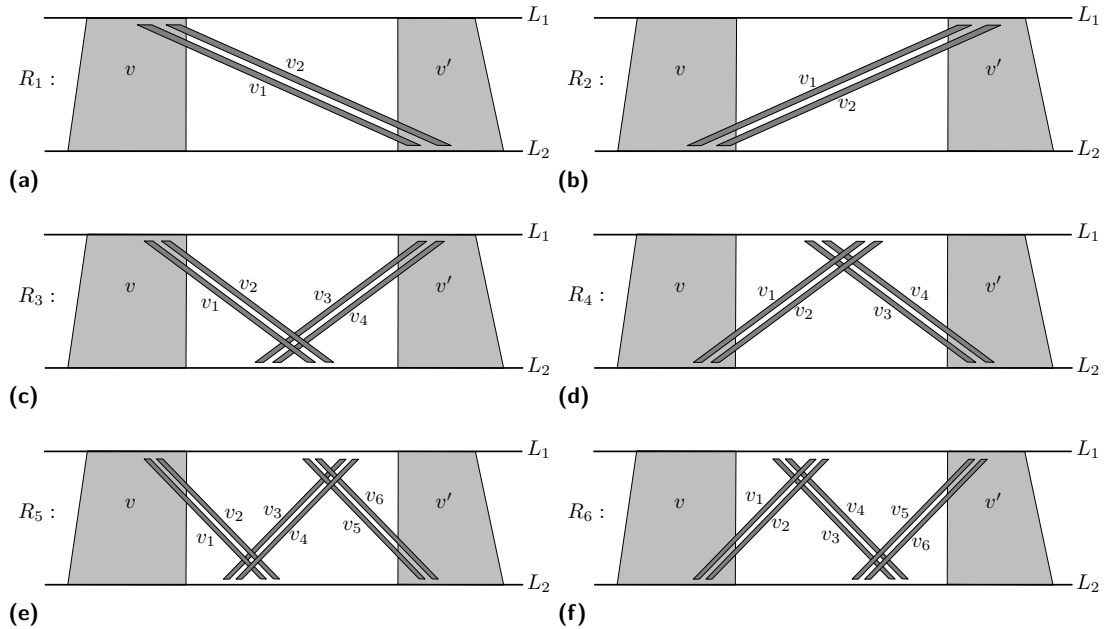 L₁ L₁
R₁ : v v₁ v₂ v′ R₂ : v v₁ v₂ v′
L₂ L₂
(a) (b)
L₁ L₁
R₃ : v v₁ v₂ v₃ v₄ v′ R₄ : v v₁ v₂ v₃ v₄ v′
L₂ L₂
(c) (d)
L₁ L₁
R₅ : v v₁ v₂ v₃ v₄ v₅ v₆ v′ R₆ : v v₁ v₂ v₃ v₄ v₅ v₆ v′
L₂ L₂
(e) (f)